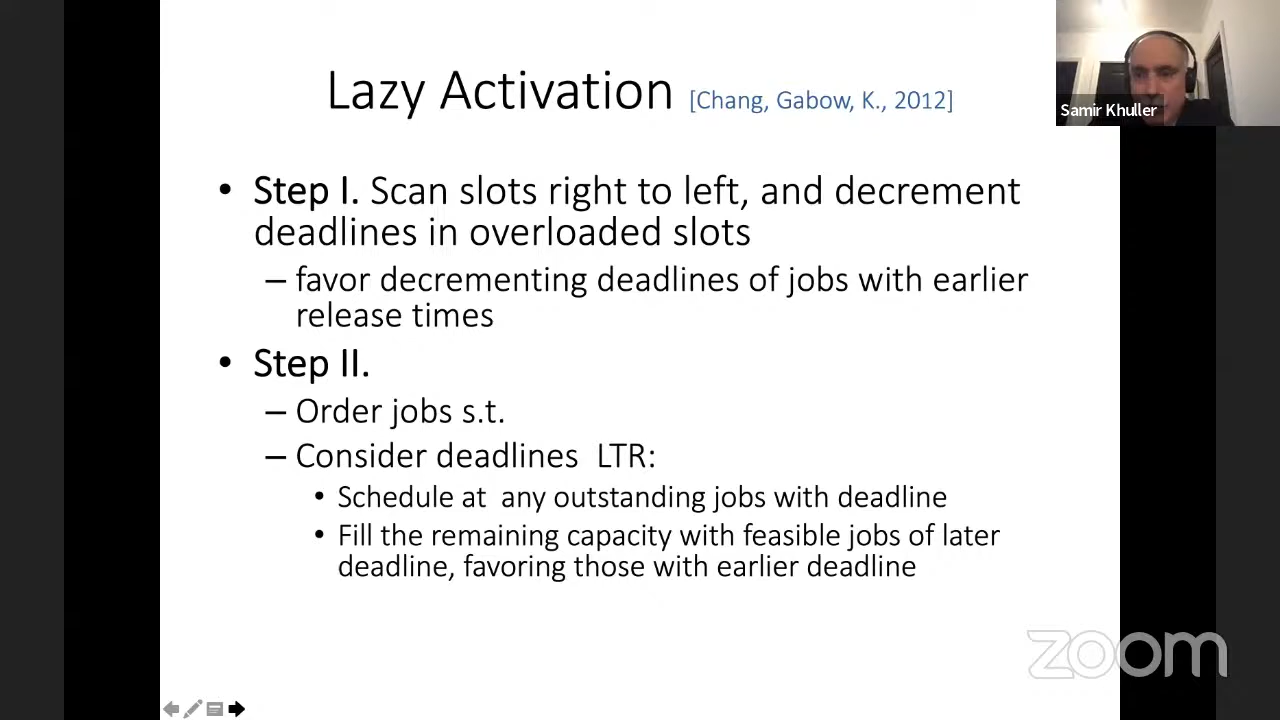 Lazy Activation [Chang, Gabow, K., 2012]
Samir Khuller
• Step I. Scan slots right to left, and decrement
deadlines in overloaded slots
– favor decrementing deadlines of jobs with earlier
release times
• Step II.
– Order jobs s.t.
– Consider deadlines LTR:
• Schedule at any outstanding jobs with deadline
• Fill the remaining capacity with feasible jobs of later
deadline, favoring those with earlier deadline
zoom